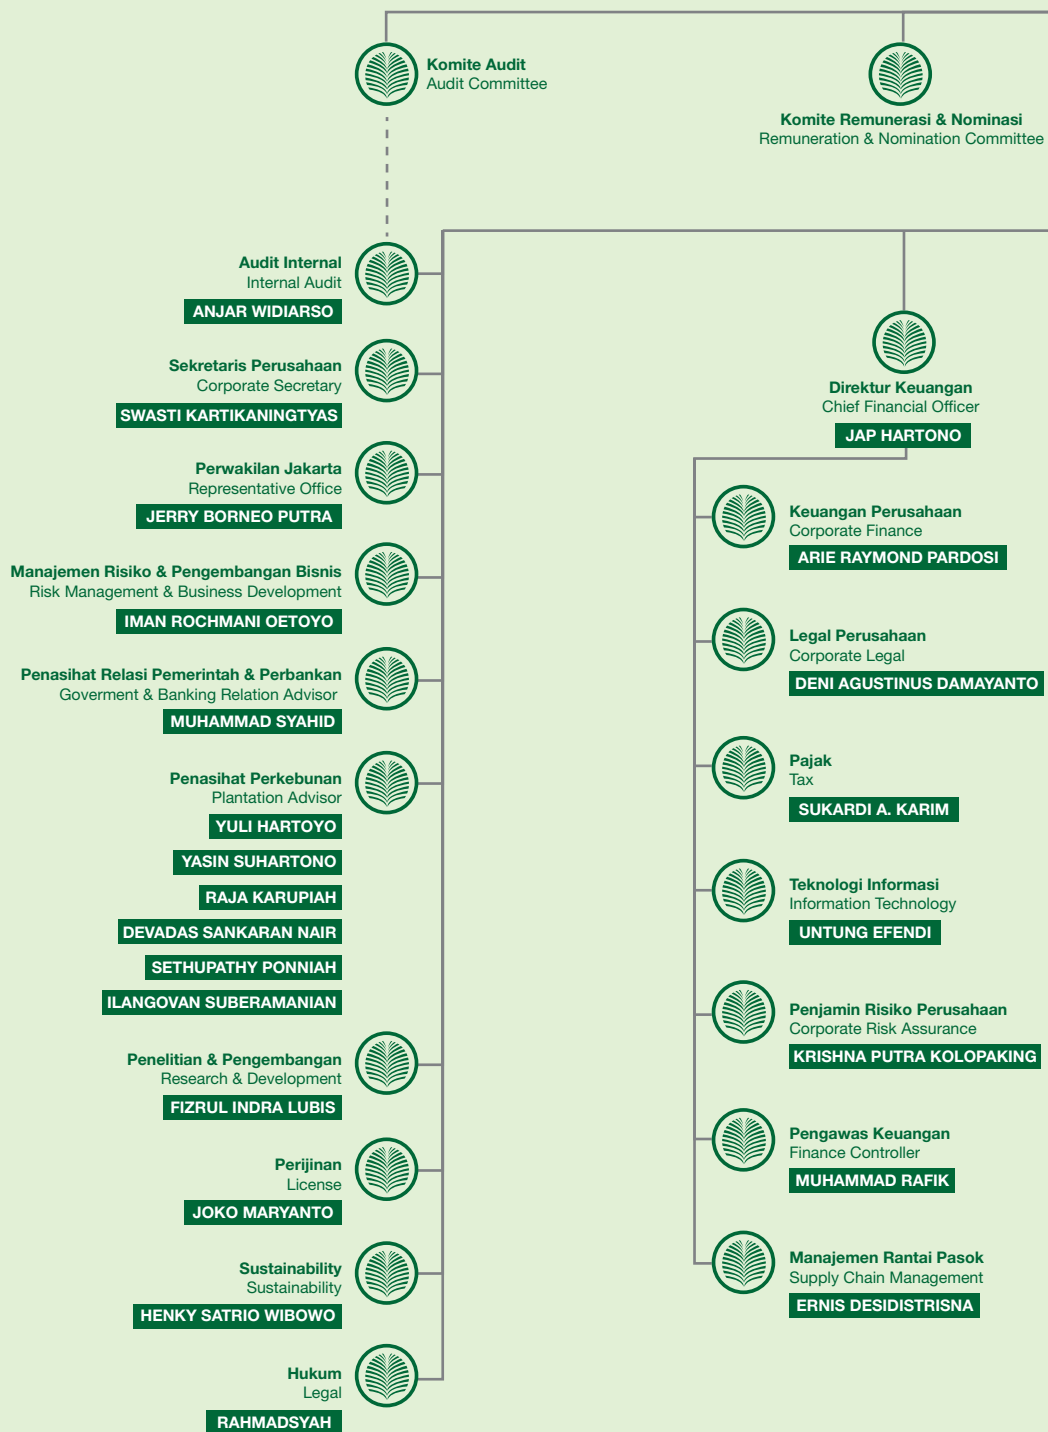 Komite Audit
Audit Committee
Komite Remunerasi & Nominasi
Remuneration & Nomination Committee
Audit Internal
Internal Audit
ANJAR WIDIARSO
Sekretaris Perusahaan
Corporate Secretary
SWASTI KARTIKANINGTYAS
Perwakilan Jakarta
Representative Office
JERRY BORNEO PUTRA
Manajemen Risiko & Pengembangan Bisnis
Risk Management & Business Development
IMAN ROCHMANI OETOYO
Penasihat Relasi Pemerintah & Perbankan
Goverment & Banking Relation Advisor
MUHAMMAD SYAHID
Penasihat Perkebunan
Plantation Advisor
YULI HARTOYO
YASIN SUHARTONO
RAJA KARUPIAH
DEVADAS SANKARAN NAIR
SETHUPATHY PONNIAH
ILANGOVAN SUBERAMANIAN
Penelitian & Pengembangan
Research & Development
FIZRUL INDRA LUBIS
Perijinan
License
JOKO MARYANTO
Sustainability
Sustainability
HENKY SATRIO WIBOWO
Hukum
Legal
RAHMADSYAH
Direktur Keuangan
Chief Financial Officer
JAP HARTONO
Keuangan Perusahaan
Corporate Finance
ARIE RAYMOND PARDOSI
Legal Perusahaan
Corporate Legal
DENI AGUSTINUS DAMAYANTO
Pajak
Tax
SUKARDI A. KARIM
Teknologi Informasi
Information Technology
UNTUNG EFENDI
Penjamin Risiko Perusahaan
Corporate Risk Assurance
KRISHNA PUTRA KOLOPAKING
Pengawas Keuangan
Finance Controller
MUHAMMAD RAFIK
Manajemen Rantai Pasok
Supply Chain Management
ERNIS DESIDISTRISNA